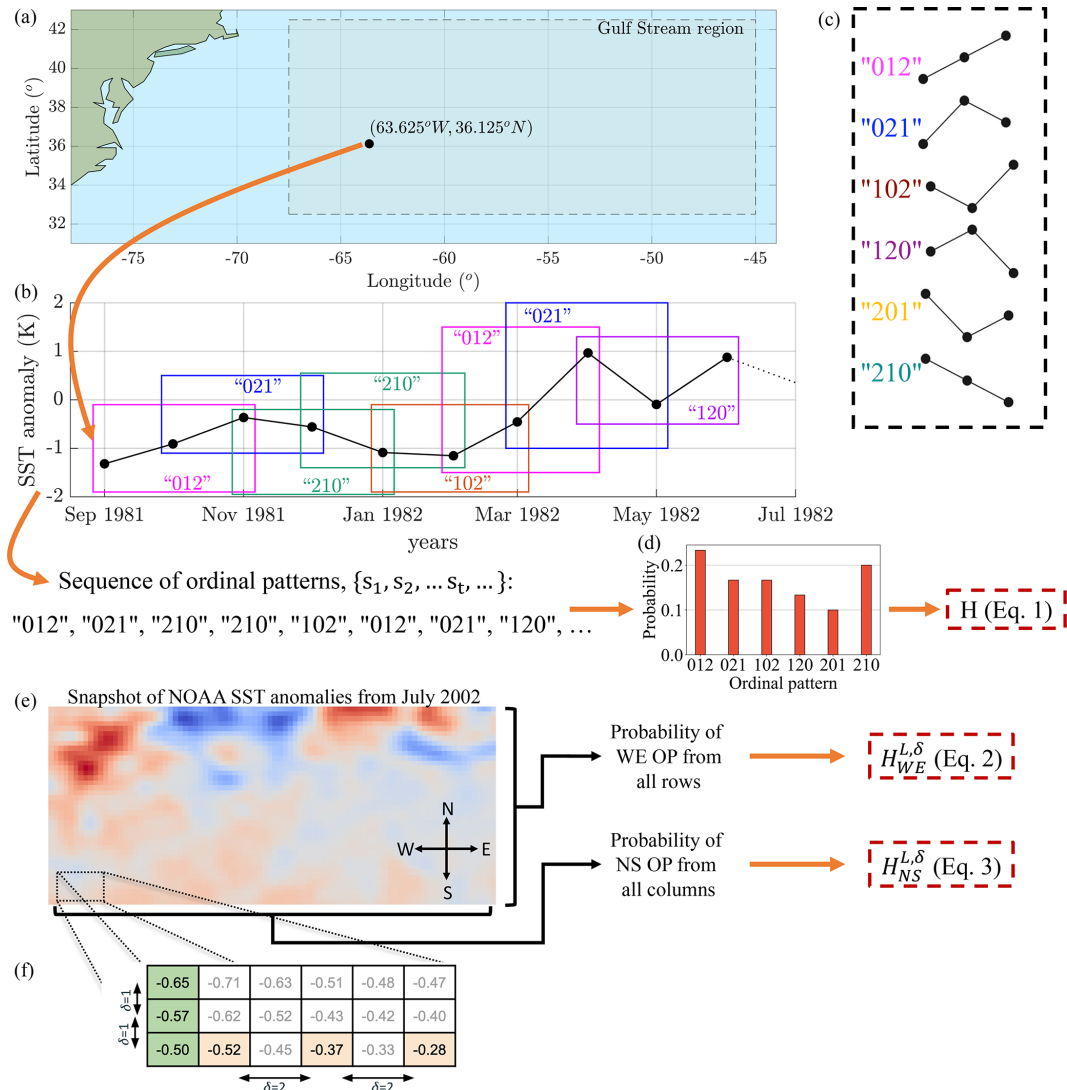 (a)
42
40
38
36
34
32
Latitude (°)
Gulf Stream region
(63.625°W, 36.125°N)
-75
-70
-65
-60
-55
-50
-45
Longitude (°)
(c)
"012"
"021"
"102"
"120"
"201"
"210"
(b)
2
1
0
-1
-2
SST anomaly (K)
“012”
“021”
“210”
“210”
“102”
“012”
“021”
“120”
Sep 1981
Nov 1981
Jan 1982
Mar 1982
May 1982
Jul 1982
years
Sequence of ordinal patterns, {s₁, s₂, … sₜ, … }:
"012", "021", "210", "210", "102", "012", "021", "120", …
(d)
Probability
0.2
0.1
0.0
012 021 102 120 201 210
Ordinal pattern
H (Eq. 1)
(e)
Snapshot of NOAA SST anomalies from July 2002
N
W
E
S
Probability of
WE OP from
all rows
H_{WE}^{L,δ} (Eq. 2)
Probability of
NS OP from
all columns
H_{NS}^{L,δ} (Eq. 3)
(f)
δ=1
δ=1
-0.65 -0.71 -0.63 -0.51 -0.48 -0.47
-0.57 -0.62 -0.52 -0.43 -0.42 -0.40
-0.50 -0.52 -0.45 -0.37 -0.33 -0.28
δ=2
δ=2